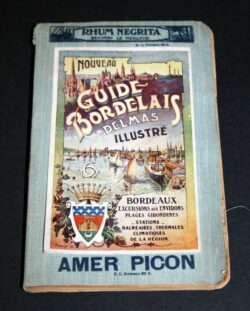 RHUM NEGRITA
NOUVEAU
GUIDE
BORDELAIS
DELMAS
ILLUSTRÉ
BORDEAUX
EXCURSIONS DES ENVIRONS
PLAGES GIRONDINES
STATIONS
BALNÉAIRES, THERMALES
CLIMATIQUES
DE LA RÉGION.
AMER PICON